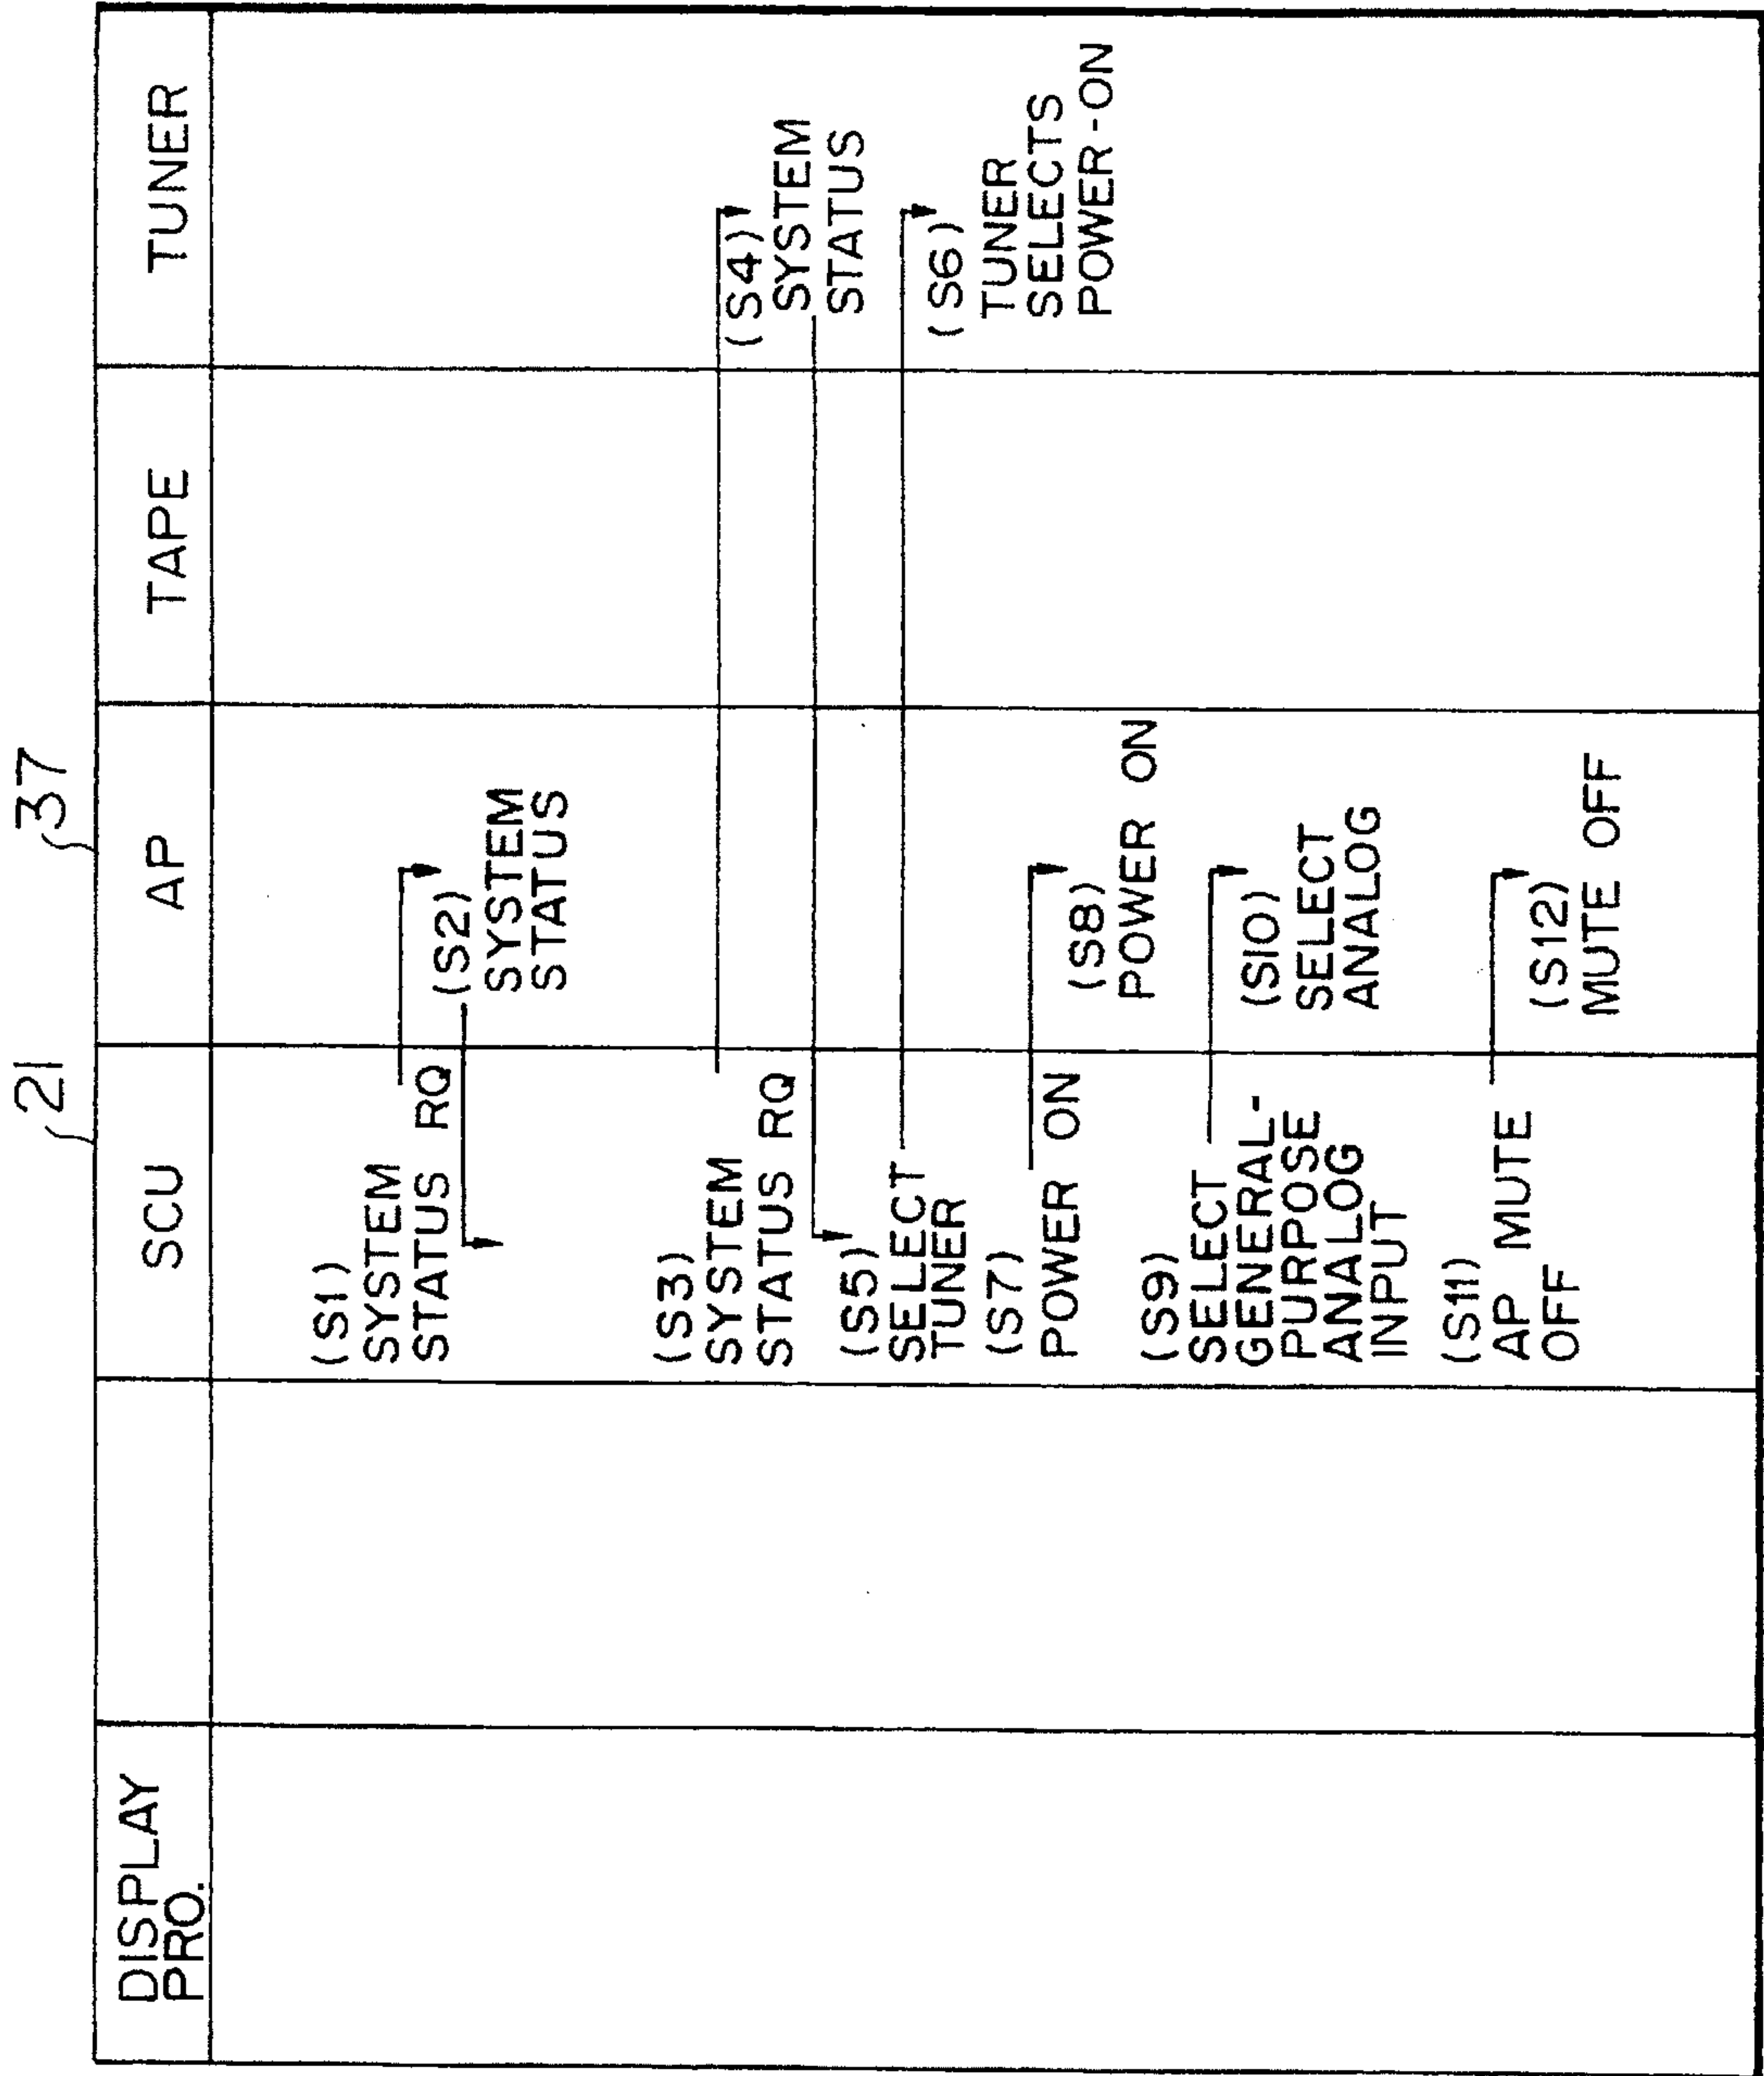 21
37
DISPLAY
PRO.
SCU
AP
TAPE
TUNER
(S1)
SYSTEM
STATUS RQ
(S2)
SYSTEM
STATUS
(S3)
SYSTEM
STATUS RQ
(S4)
SYSTEM
STATUS
(S5)
SELECT
TUNER
(S6)
TUNER
SELECTS
POWER-ON
(S7)
POWER ON
(S8)
POWER ON
(S9)
SELECT
GENERAL-
PURPOSE
ANALOG
INPUT
(S10)
SELECT
ANALOG
(S11)
AP MUTE
OFF
(S12)
MUTE OFF